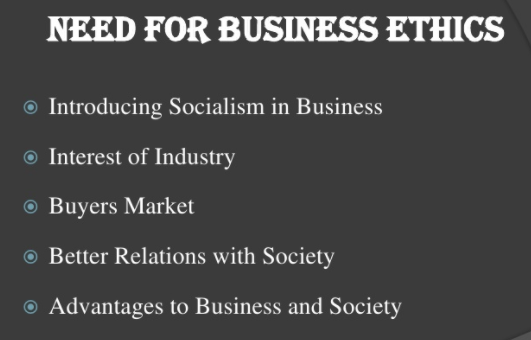 NEED FOR BUSINESS ETHICS
Introducing Socialism in Business
Interest of Industry
Buyers Market
Better Relations with Society
Advantages to Business and Society